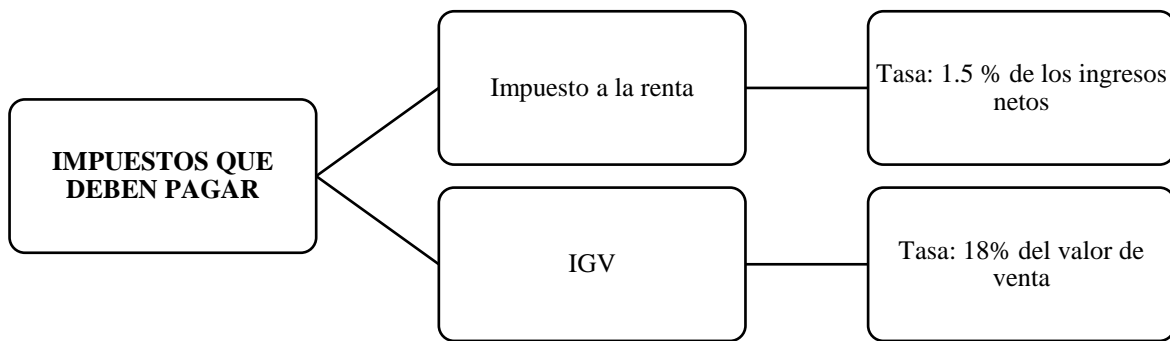 IMPUESTOS QUE
DEBEN PAGAR
Impuesto a la renta
Tasa: 1.5 % de los ingresos
netos
IGV
Tasa: 18% del valor de
venta